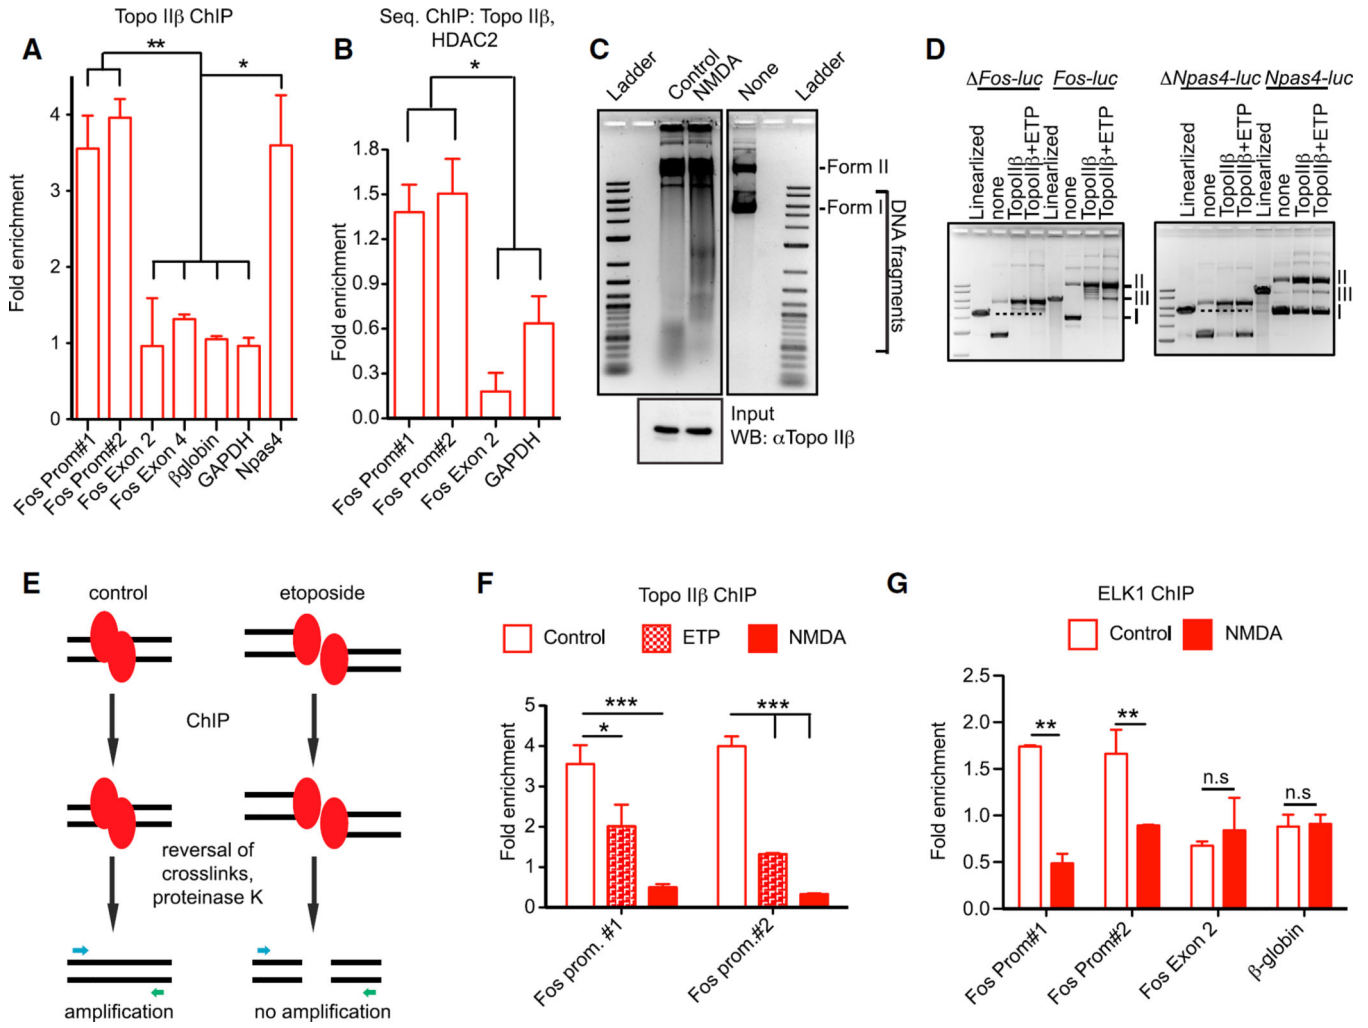 A
Topo IIβ ChIP
**
*
Fold enrichment
4
3
2
1
0
Fos Prom#1
Fos Prom#2
Fos Exon 2
Fos Exon 4
βglobin
GAPDH
Npas4
B
Seq. ChIP: Topo IIβ,
HDAC2
*
Fold enrichment
1.8
1.5
1.2
0.9
0.6
0.3
0.0
Fos Prom#1
Fos Prom#2
Fos Exon 2
GAPDH
C
Ladder
Control
NMDA
None
Ladder
Form II
Form I
DNA fragments
Input
WB: αTopo IIβ
D
ΔFos-luc
Fos-luc
Linearlized
none
TopoIIβ
TopoIIβ+ETP
Linearlized
none
TopoIIβ
TopoIIβ+ETP
II
III
I
ΔNpas4-luc
Npas4-luc
Linearlized
none
TopoIIβ
TopoIIβ+ETP
Linearlized
none
TopoIIβ
TopoIIβ+ETP
II
III
I
E
control
etoposide
ChIP
reversal of
crosslinks,
proteinase K
amplification
no amplification
F
Topo IIβ ChIP
Control
ETP
NMDA
***
*
***
Fold enrichment
5
4
3
2
1
0
Fos prom. #1
Fos prom.#2
G
ELK1 ChIP
Control
NMDA
**
**
n.s
n.s
Fold enrichment
2.5
2.0
1.5
1.0
0.5
0.0
Fos Prom#1
Fos Prom#2
Fos Exon 2
β-globin